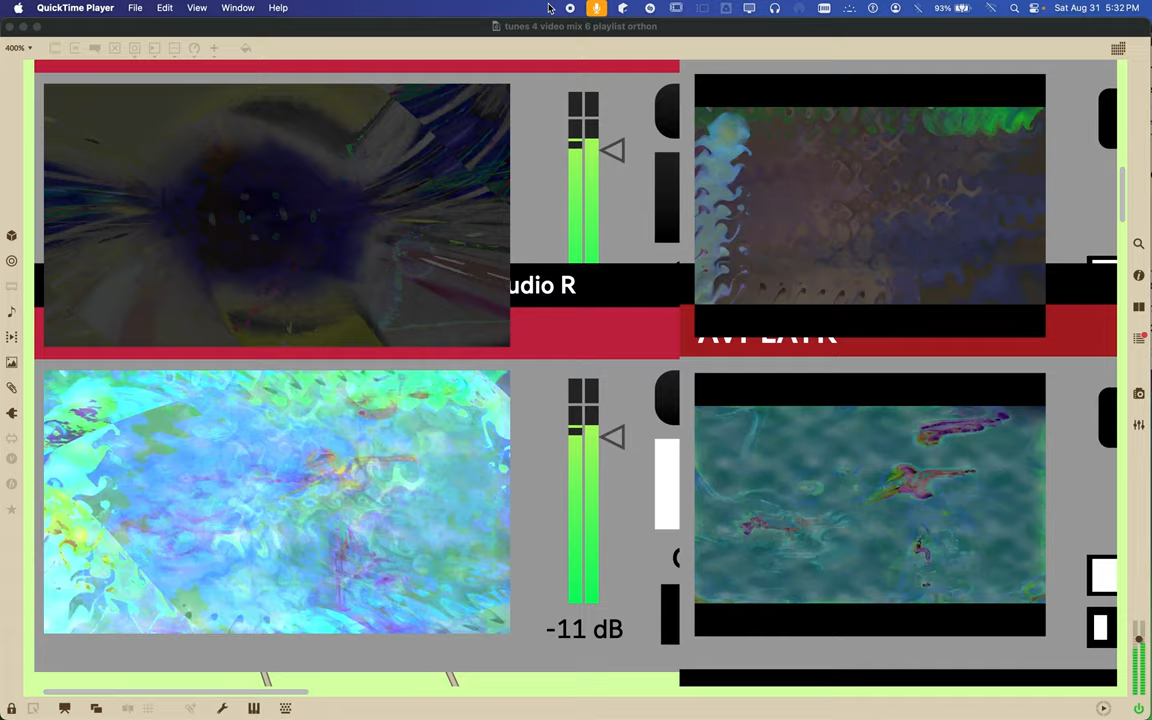 QuickTime Player File Edit View Window Help 93% Sat Aug 31 5:32 PM
tunes 4 video mix 6 playlist orthon
400%
udio R
-11 dB